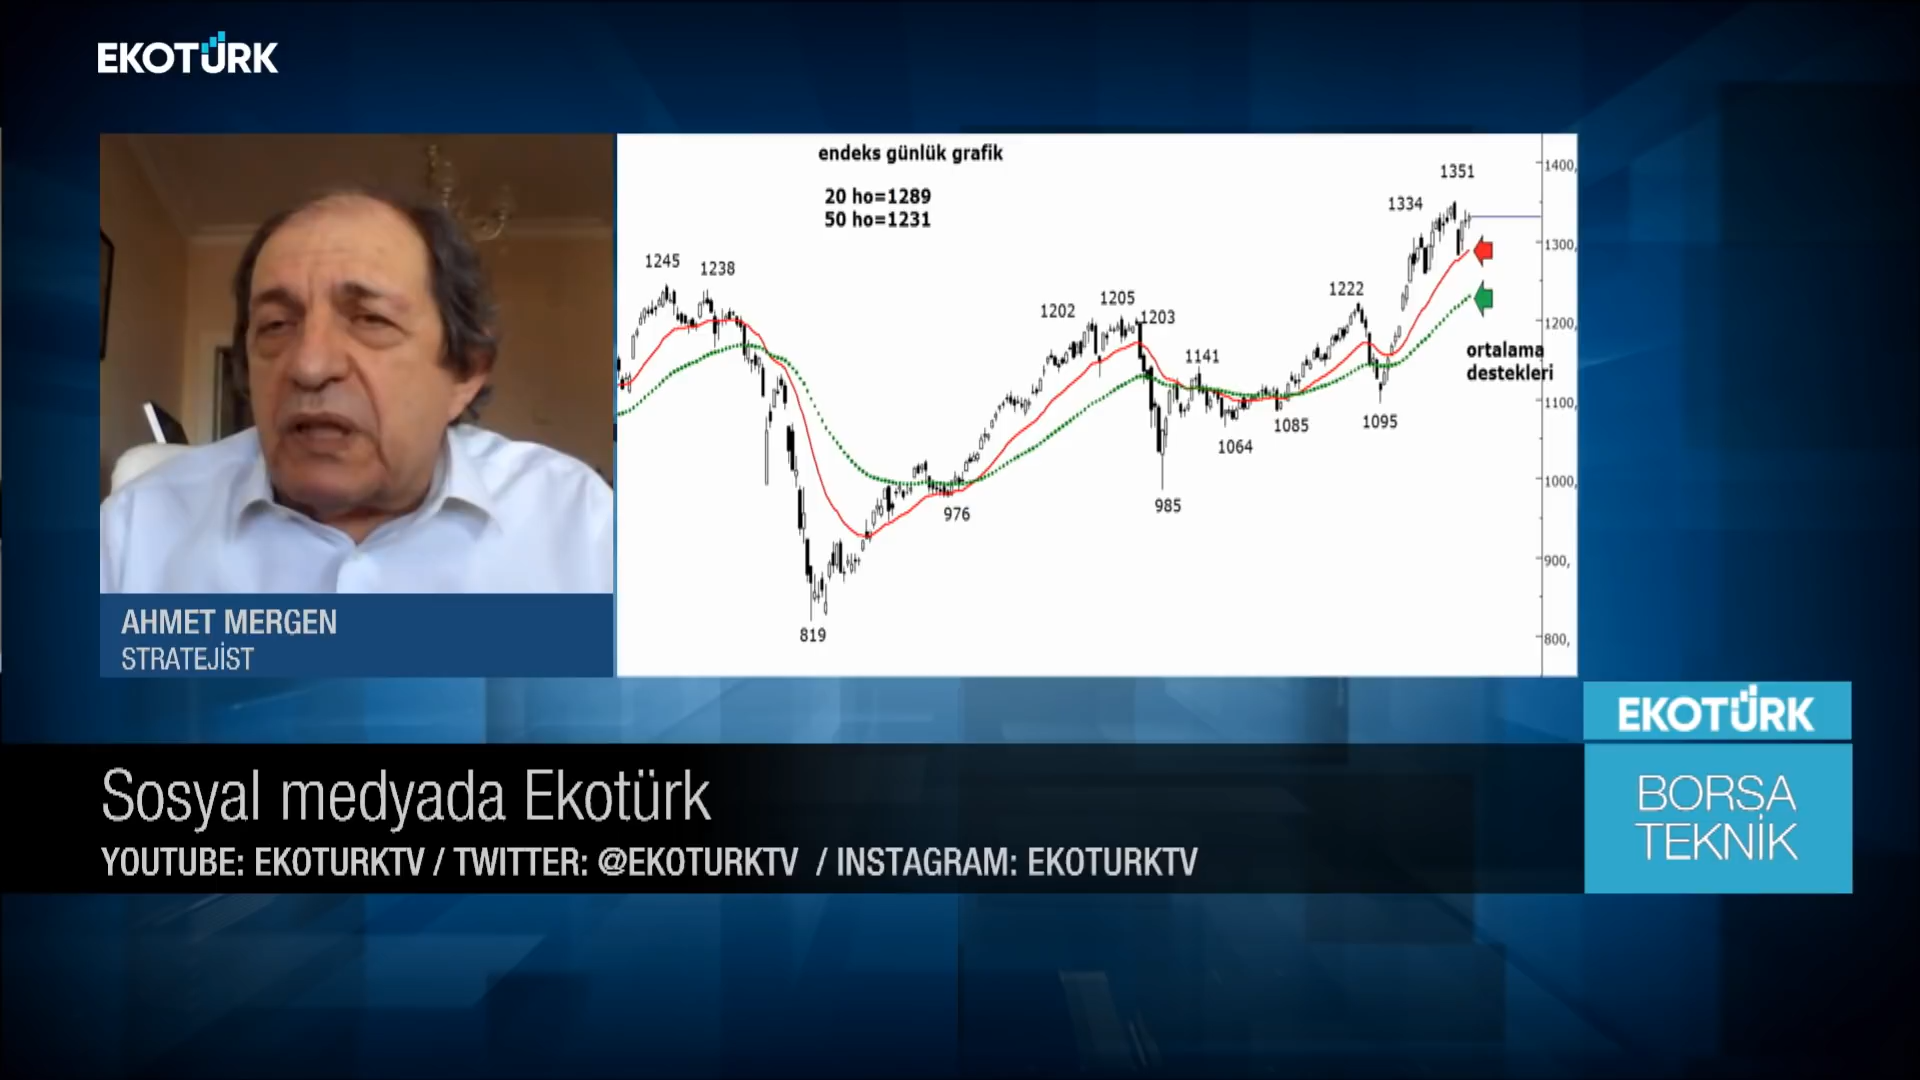 EKOTÜRK
endeks günlük grafik
20 ho=1289
50 ho=1231
1245
1238
819
976
1202
1205
1203
985
1141
1064
1085
1222
1095
1334
1351
ortalama
destekleri
1400,
1300,
1200,
1100,
1000,
900,
800,
AHMET MERGEN
STRATEJİST
EKOTÜRK
BORSA
TEKNİK
Sosyal medyada Ekotürk
YOUTUBE: EKOTURKTV / TWITTER: @EKOTURKTV / INSTAGRAM: EKOTURKTV